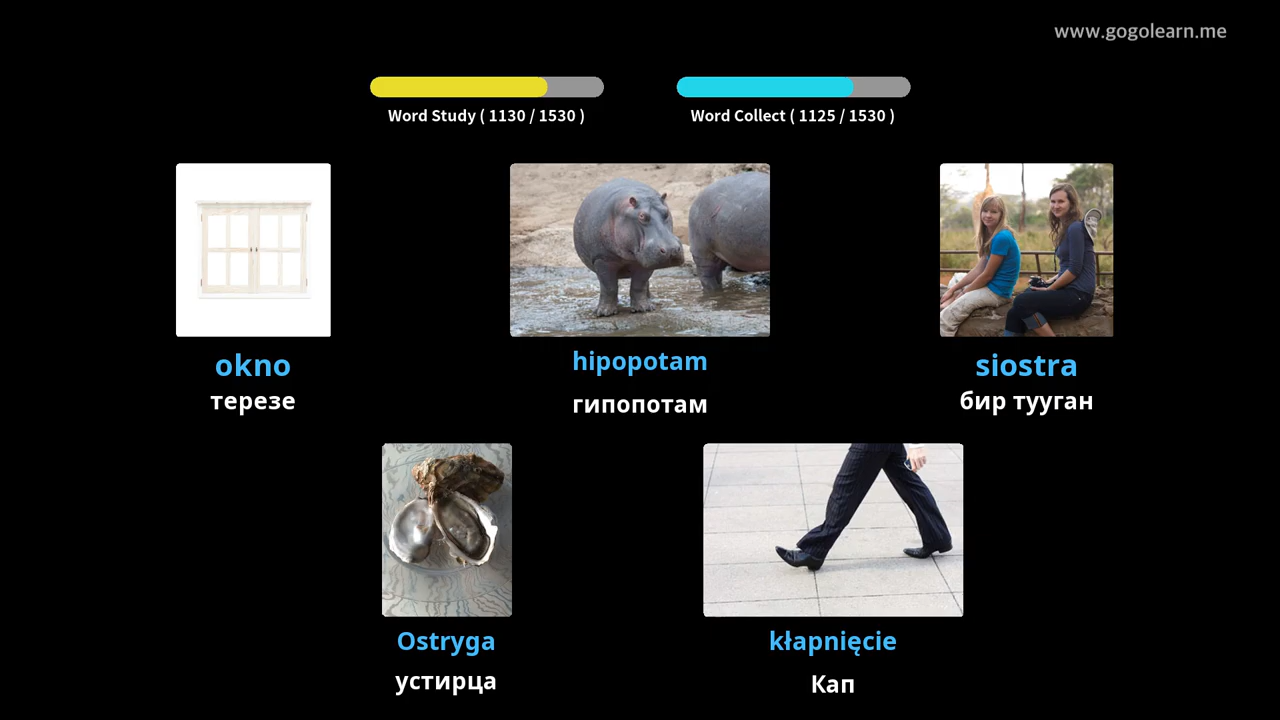 www.gogolearn.me
Word Study ( 1130 / 1530 )
Word Collect ( 1125 / 1530 )
okno
терезе
hipopotam
гипопотам
siostra
бир тууган
Ostryga
устирца
kłapnięcie
Кап